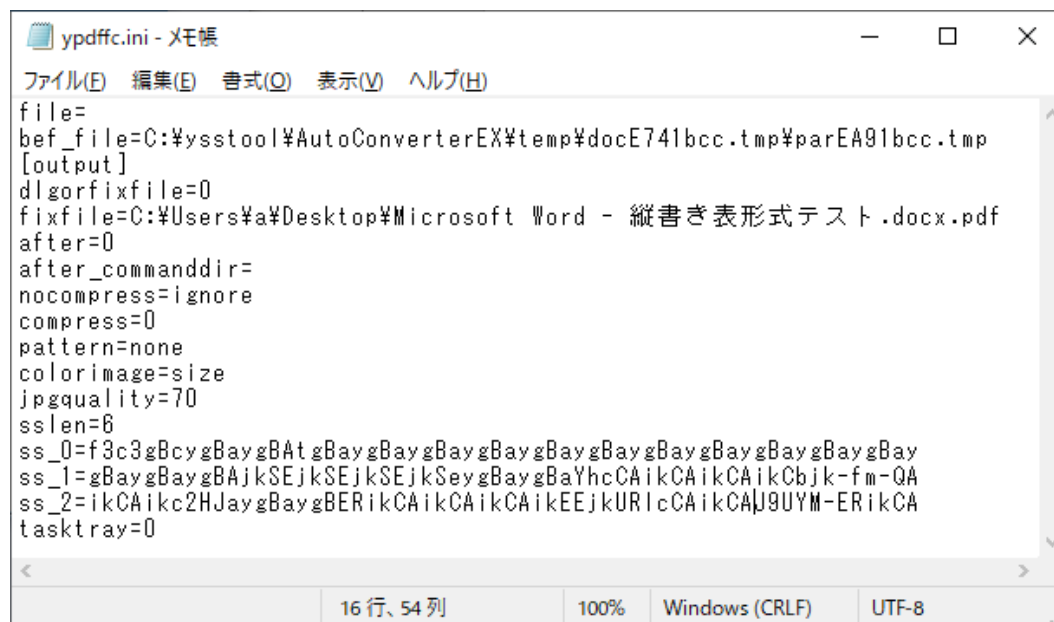 ypdffc.ini - メモ帳
ファイル(F) 編集(E) 書式(O) 表示(V) ヘルプ(H)
file=
bef_file=C:¥ysstool¥AutoConverterEX¥temp¥docE741bcc.tmp¥parEA91bcc.tmp
[output]
dlgorfixfile=0
fixfile=C:¥Users¥a¥Desktop¥Microsoft Word - 縦書き表形式テスト.docx.pdf
after=0
after_commanddir=
nocompress=ignore
compress=0
pattern=none
colorimage=size
jpgquality=70
sslen=6
ss_0=f3c3gBcygBaygBAtgBaygBaygBaygBaygBaygBaygBaygBaygBaygBay
ss_1=gBaygBaygBAjkSEjkSEjkSEjkSeygBaygBaYhcCAikCAikCAikCbjk-fm-QA
ss_2=ikCAikc2HJaygBaygBERikCAikCAikCAikEEjkURlcCAikCAJ9UYM-ERikCA
tasktray=0
16 行、54 列 100% Windows (CRLF) UTF-8